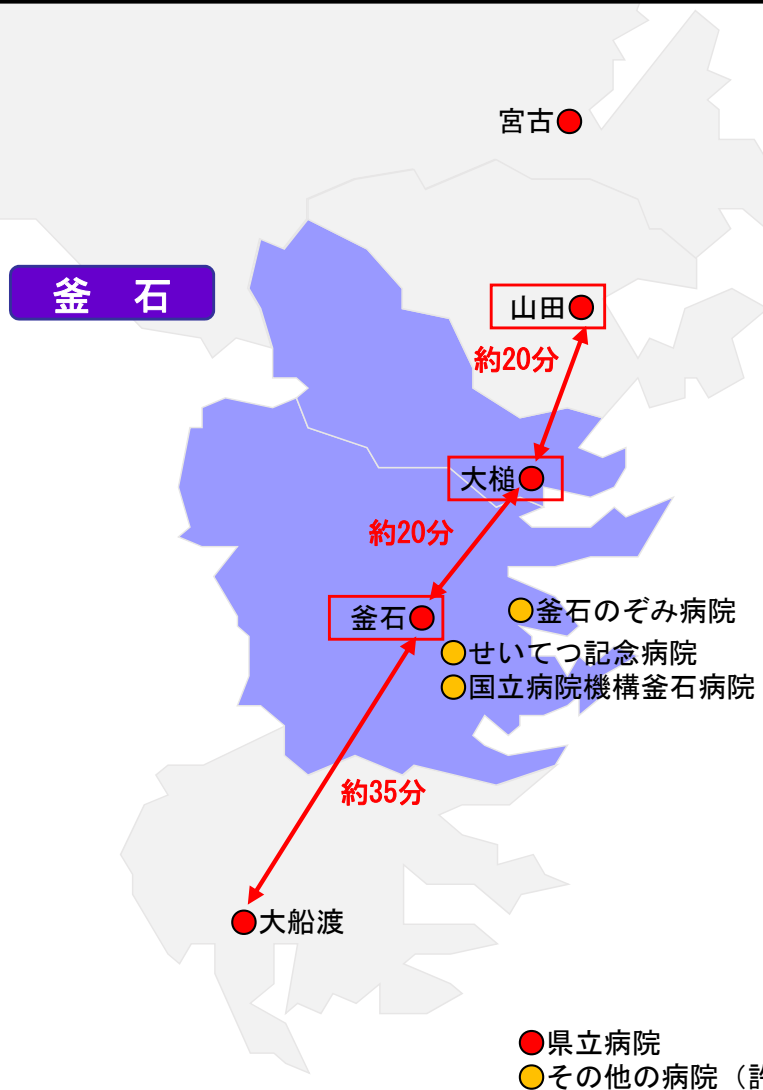 宮古
釜　石
山田
約20分
大槌
約20分
釜石
釜石のぞみ病院
せいてつ記念病院
国立病院機構釜石病院
約35分
大船渡
県立病院
その他の病院（